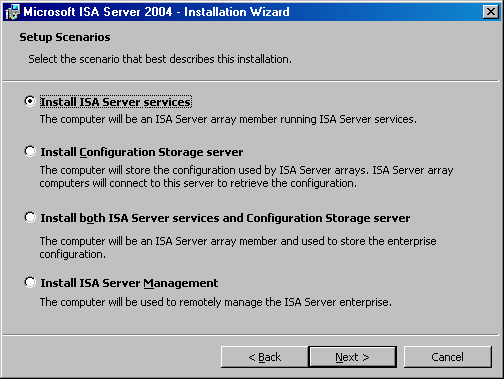 Microsoft ISA Server 2004 - Installation Wizard
Setup Scenarios
Select the scenario that best describes this installation.
Install ISA Server services
The computer will be an ISA Server array member running ISA Server services.
Install Configuration Storage server
The computer will store the configuration used by ISA Server arrays. ISA Server array
computers will connect to this server to retrieve the configuration.
Install both ISA Server services and Configuration Storage server
The computer will be an ISA Server array member and used to store the enterprise
configuration.
Install ISA Server Management
The computer will be used to remotely manage the ISA Server enterprise.
< Back
Next >
Cancel